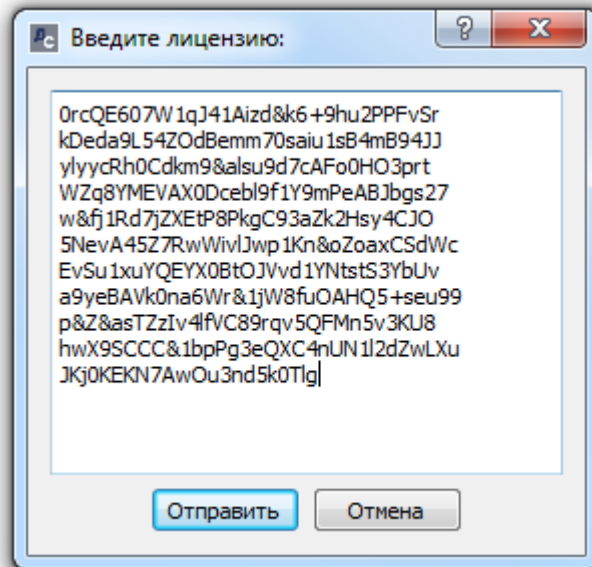 Введите лицензию:
0rcQE607W1qJ41Aizd&k6+9hu2PPFvSr
kDeda9L54ZOdBemm70saiu1sB4mB94JJ
ylyycRh0Cdkm9&alsu9d7cAFo0HO3prt
WZq8YMEVAX0Dcebl9f1Y9mPeABJbgs27
w&fj1Rd7jZXEtP8PkgC93aZk2Hsy4CJO
5NevA45Z7RwWivlJwp1Kn&oZoaxCSdWc
EvSu1xuYQEYX0BtOJVvd1YNtstS3YbUv
a9yeBAVk0na6Wr&1jW8fuOAHQ5+seu99
p&Z&asTZzIv4lfVC89rqv5QFMn5v3KU8
hwX9SCCC&1bpPg3eQXC4nUN1l2dZwLXu
JKj0KEKN7AwOu3nd5k0Tlg
Отправить
Отмена